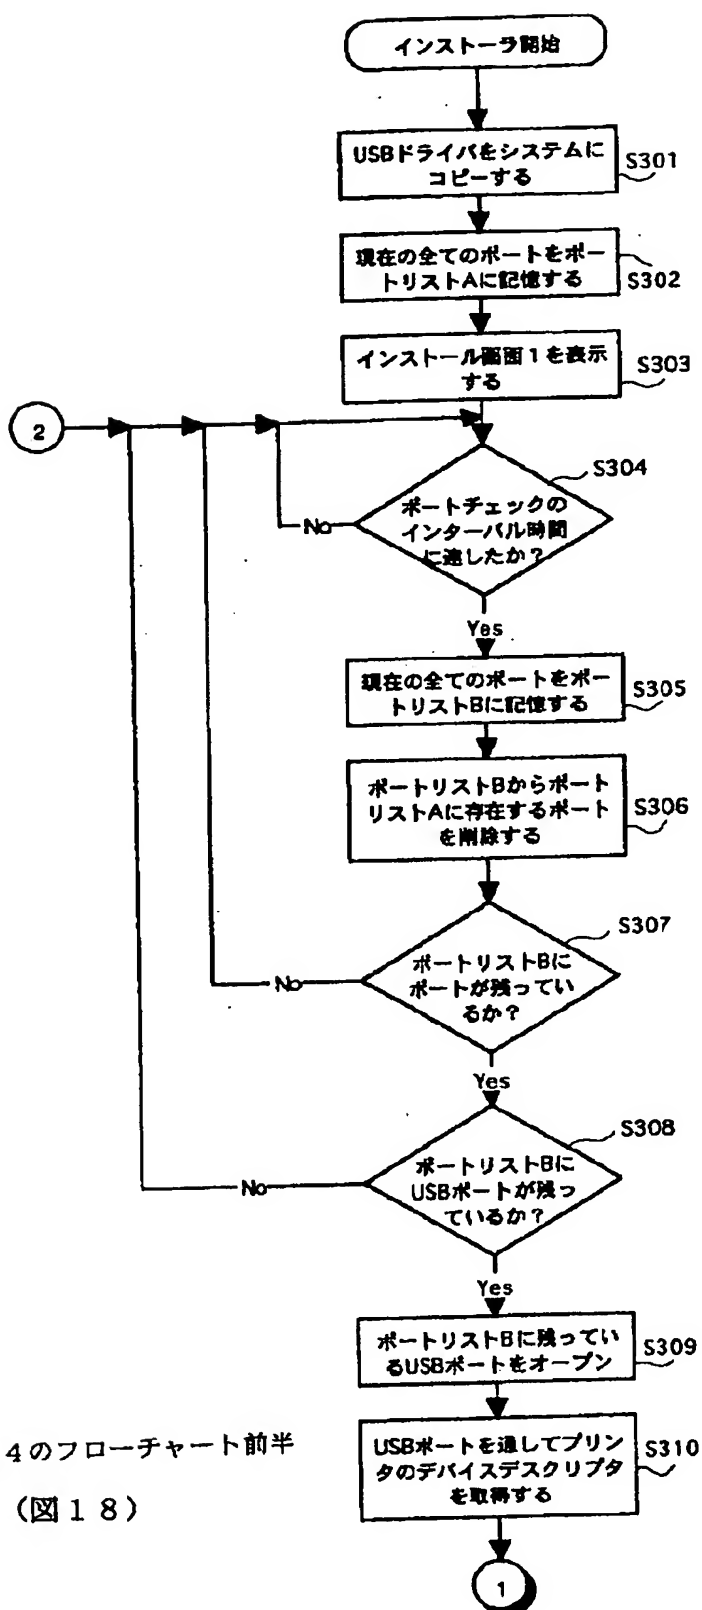 インストーラ開始
USBドライバをシステムに
コピーする
S301
現在の全てのポートをポー
トリストAに記憶する
S302
インストール画面1を表示
する
S303
2
S304
ポートチェックの
インターバル時間
に達したか?
No
Yes
現在の全てのポートをポー
トリストBに記憶する
S305
ポートリストBからポート
リストAに存在するポート
を削除する
S306
S307
ポートリストBに
ポートが残ってい
るか?
No
Yes
S308
ポートリストBに
USBポートが残っ
ているか?
No
Yes
ポートリストBに残ってい
るUSBポートをオープン
S309
USBポートを通してプリン
タのデバイスデスクリプタ
を取得する
S310
1
4のフローチャート前半
(図18)